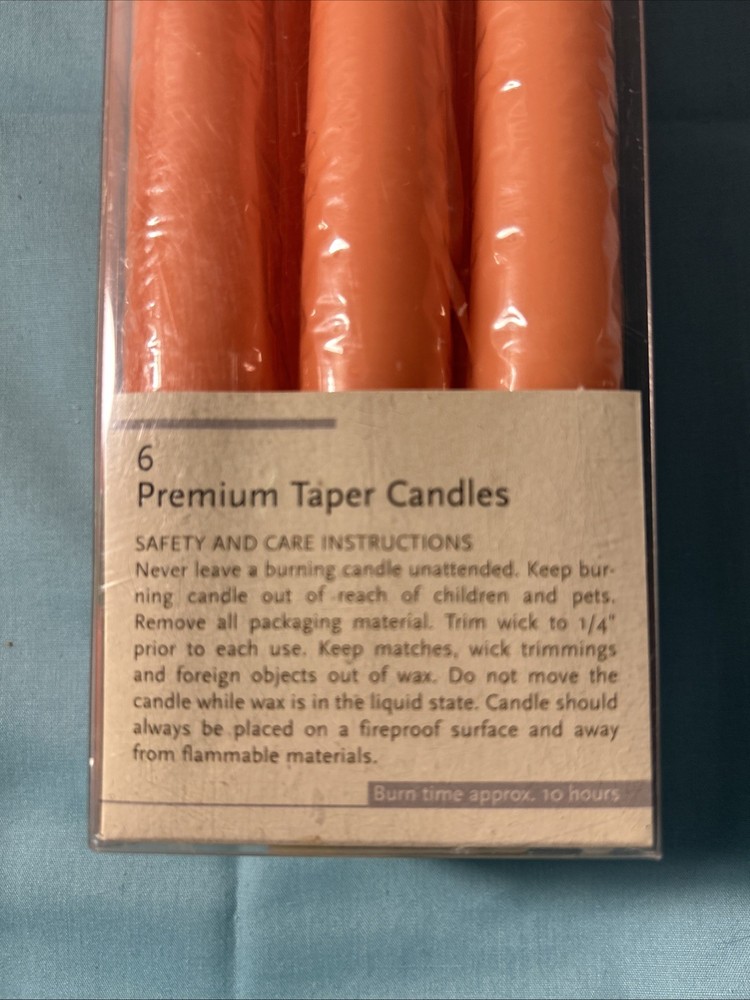 6
Premium Taper Candles
SAFETY AND CARE INSTRUCTIONS
Never leave a burning candle unattended. Keep bur-
ning candle out of reach of children and pets.
Remove all packaging material. Trim wick to 1/4"
prior to each use. Keep matches, wick trimmings
and foreign objects out of wax. Do not move the
candle while wax is in the liquid state. Candle should
always be placed on a fireproof surface and away
from flammable materials.
Burn time approx. 10 hours